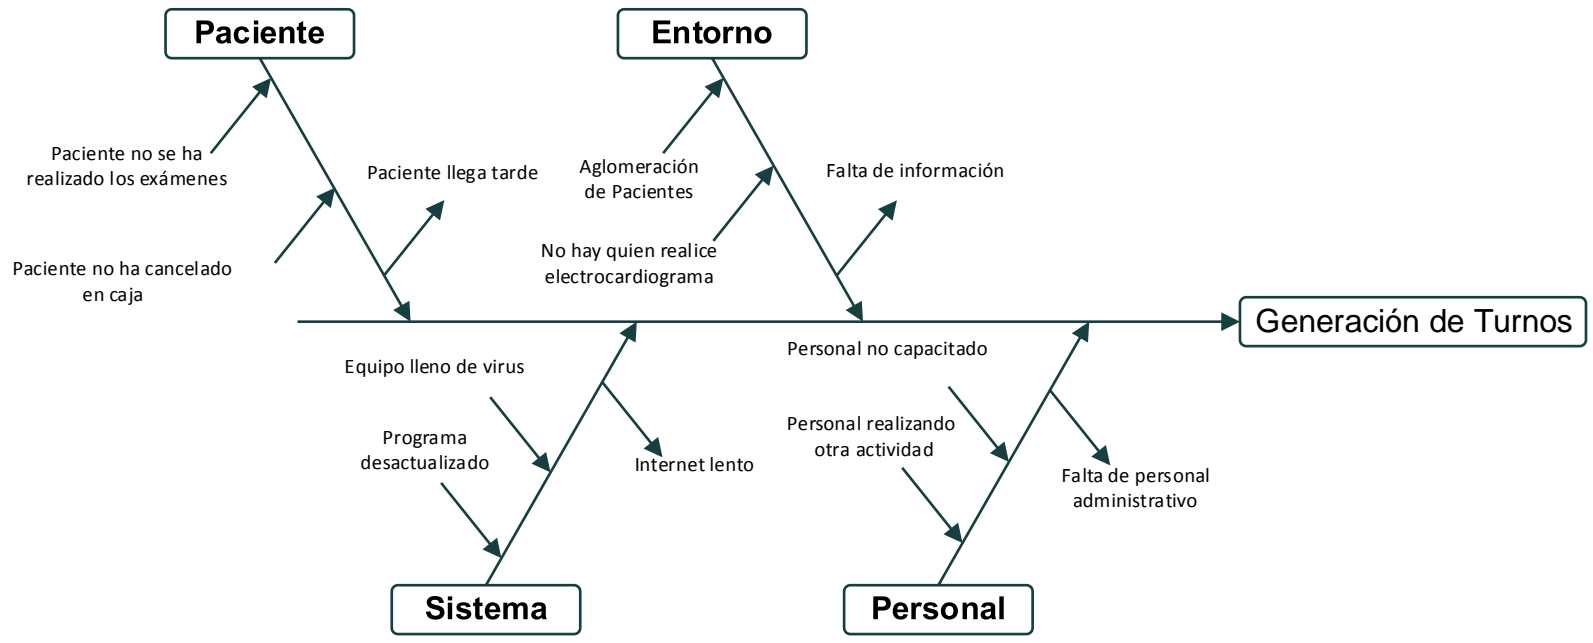 Paciente
Entorno
Paciente no se ha
realizado los exámenes
Paciente llega tarde
Aglomeración
de Pacientes
Falta de información
Paciente no ha cancelado
en caja
No hay quien realice
electrocardiograma
Generación de Turnos
Equipo lleno de virus
Personal no capacitado
Programa
desactualizado
Internet lento
Personal realizando
otra actividad
Falta de personal
administrativo
Sistema
Personal